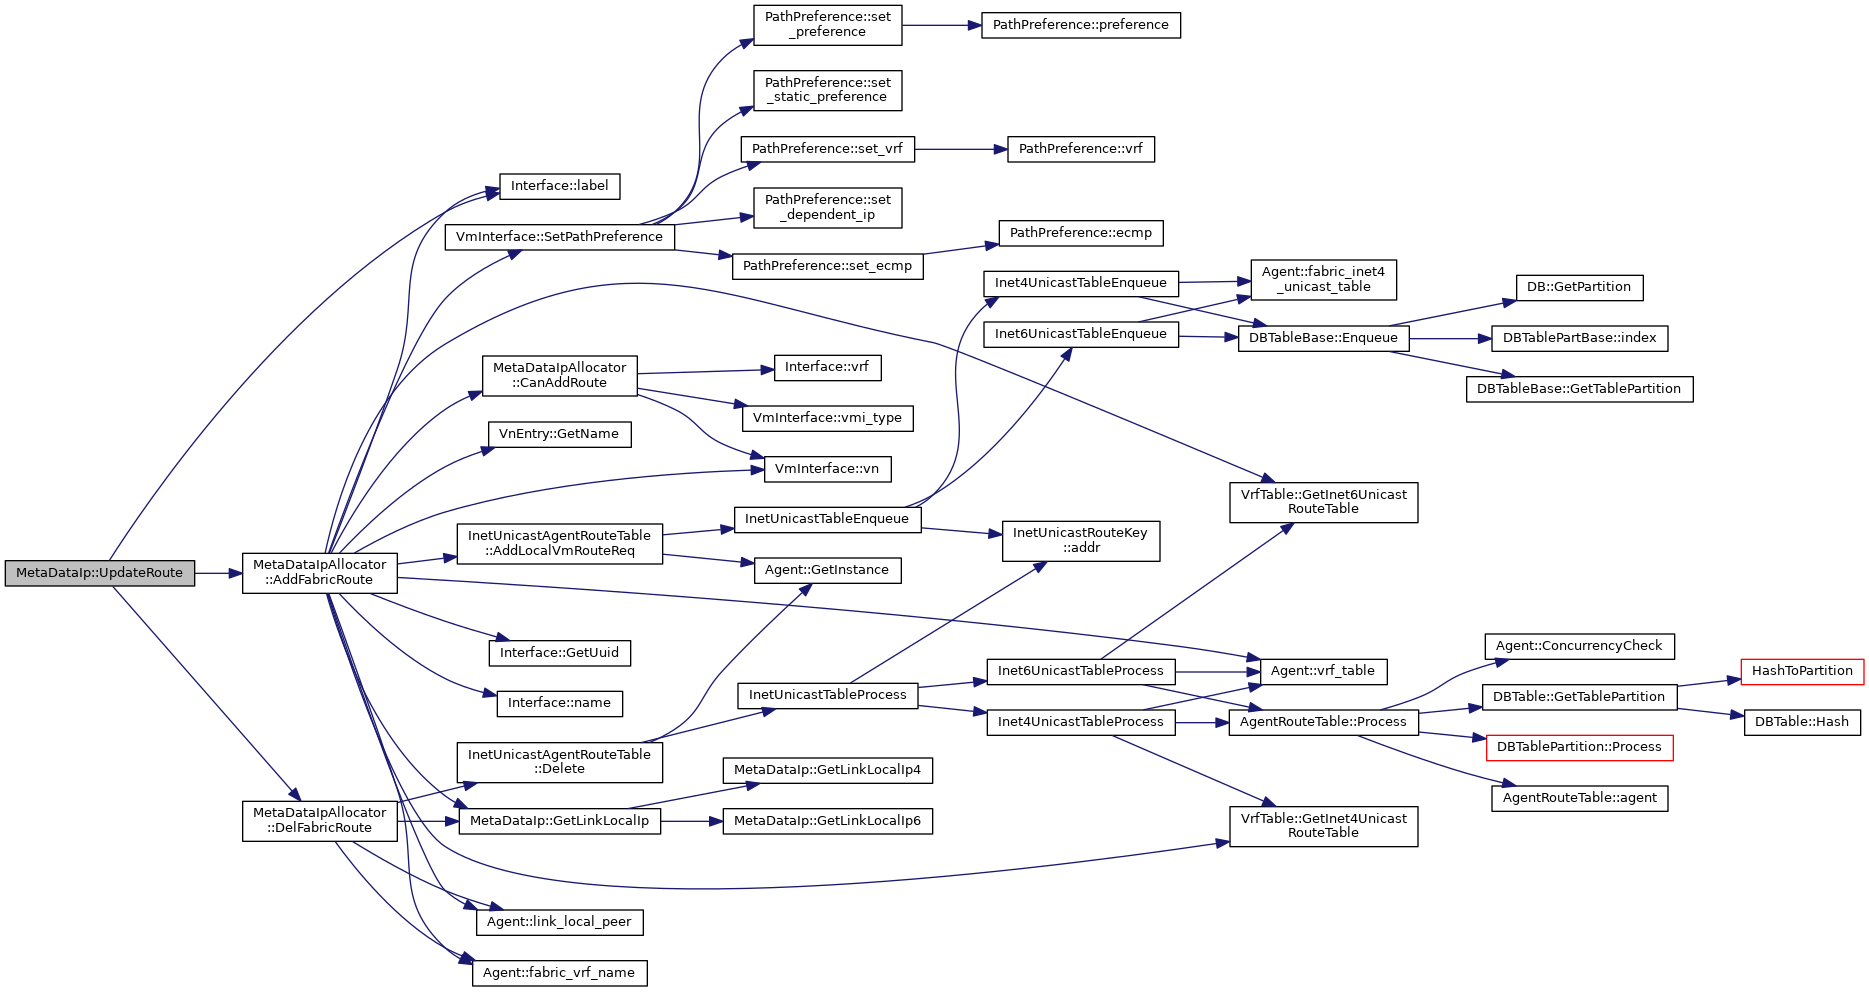 MetaDataIp::UpdateRoute
Interface::label
MetaDataIpAllocator
::AddFabricRoute
MetaDataIpAllocator
::DelFabricRoute
VmInterface::SetPathPreference
MetaDataIpAllocator
::CanAddRoute
VnEntry::GetName
InetUnicastAgentRouteTable
::AddLocalVmRouteReq
Interface::GetUuid
Interface::name
InetUnicastAgentRouteTable
::Delete
MetaDataIp::GetLinkLocalIp
Agent::link_local_peer
Agent::fabric_vrf_name
PathPreference::set
_preference
PathPreference::set
_static_preference
PathPreference::set_vrf
PathPreference::set
_dependent_ip
PathPreference::set_ecmp
Interface::vrf
VmInterface::vmi_type
VmInterface::vn
InetUnicastTableEnqueue
Agent::GetInstance
InetUnicastTableProcess
MetaDataIp::GetLinkLocalIp4
MetaDataIp::GetLinkLocalIp6
PathPreference::preference
PathPreference::vrf
PathPreference::ecmp
Inet4UnicastTableEnqueue
Inet6UnicastTableEnqueue
InetUnicastRouteKey
::addr
Inet6UnicastTableProcess
Inet4UnicastTableProcess
Agent::fabric_inet4
_unicast_table
DBTableBase::Enqueue
VrfTable::GetInet6Unicast
RouteTable
Agent::vrf_table
AgentRouteTable::Process
VrfTable::GetInet4Unicast
RouteTable
DB::GetPartition
DBTablePartBase::index
DBTableBase::GetTablePartition
Agent::ConcurrencyCheck
DBTable::GetTablePartition
DBTablePartition::Process
AgentRouteTable::agent
HashToPartition
DBTable::Hash